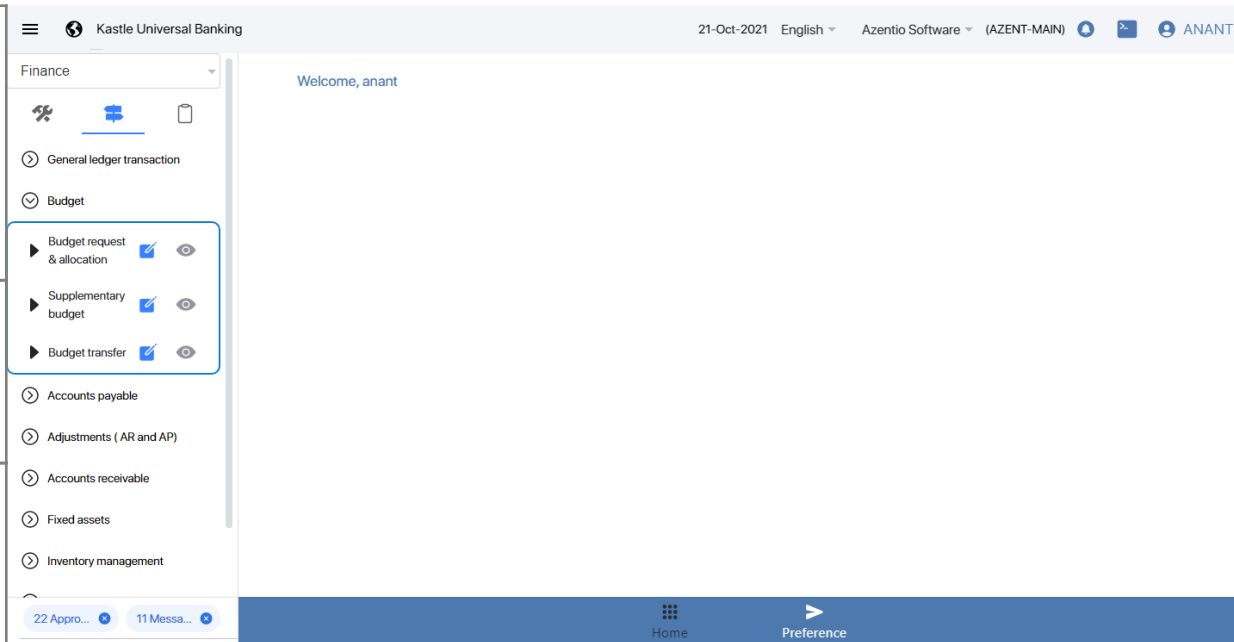 Kastle Universal Banking
21-Oct-2021 English Azentio Software (AZENT-MAIN) ANANT
Finance
Welcome, anant
General ledger transaction
Budget
Budget request
& allocation
Supplementary
budget
Budget transfer
Accounts payable
Adjustments ( AR and AP)
Accounts receivable
Fixed assets
Inventory management
22 Appro... 11 Messa...
Home Preference